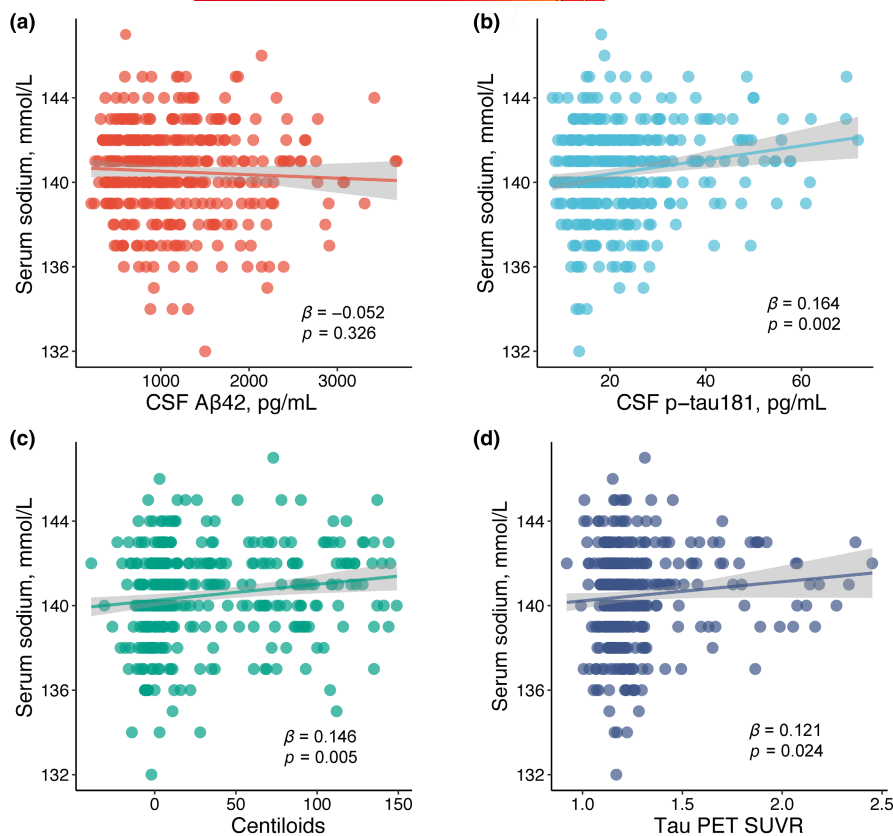 (a)
Serum sodium, mmol/L
144
140
136
132
1000
2000
3000
CSF Aβ42, pg/mL
β = −0.052
p = 0.326
(b)
Serum sodium, mmol/L
144
140
136
132
20
40
60
CSF p−tau181, pg/mL
β = 0.164
p = 0.002
(c)
Serum sodium, mmol/L
144
140
136
132
0
50
100
150
Centiloids
β = 0.146
p = 0.005
(d)
Serum sodium, mmol/L
144
140
136
132
1.0
1.5
2.0
2.5
Tau PET SUVR
β = 0.121
p = 0.024